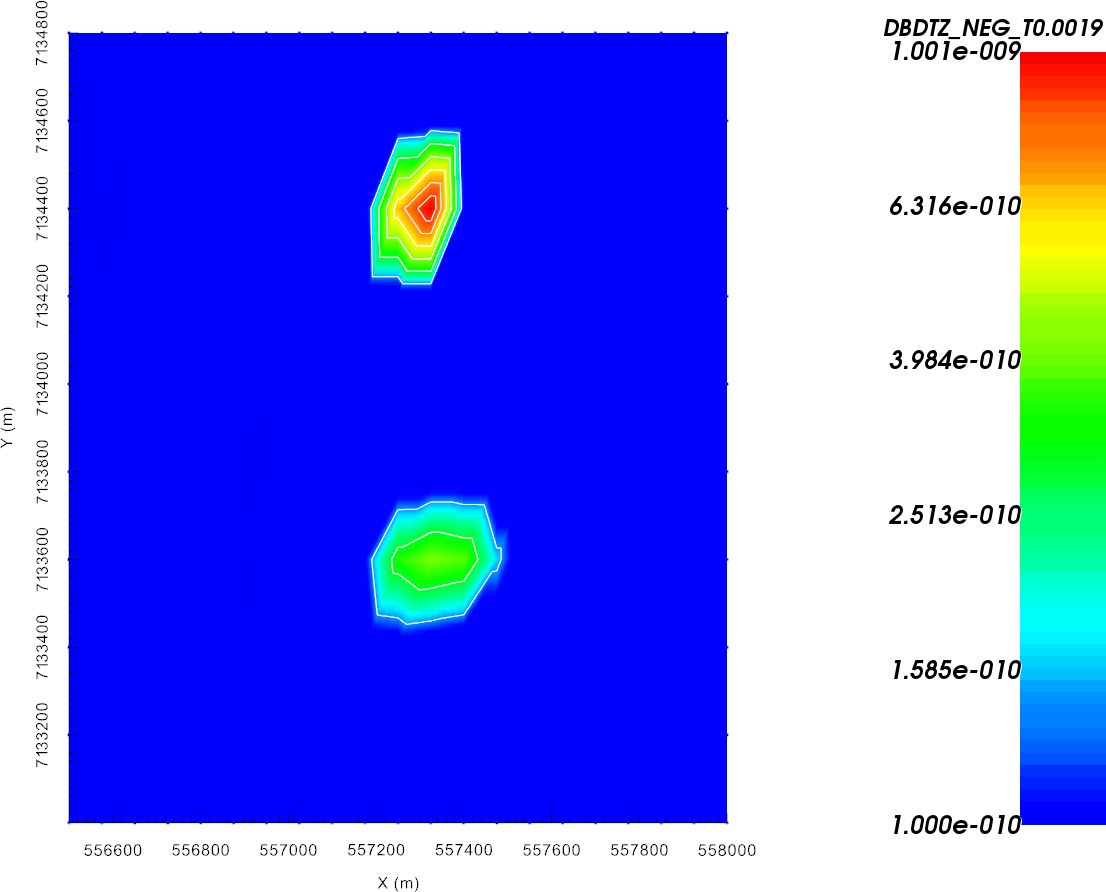 DBDTZ_NEG_T0.0019
1.001e-009
6.316e-010
3.984e-010
2.513e-010
1.585e-010
1.000e-010
Y (m)
7134800
7134600
7134400
7134200
7134000
7133800
7133600
7133400
7133200
556600 556800 557000 557200 557400 557600 557800 558000
X (m)